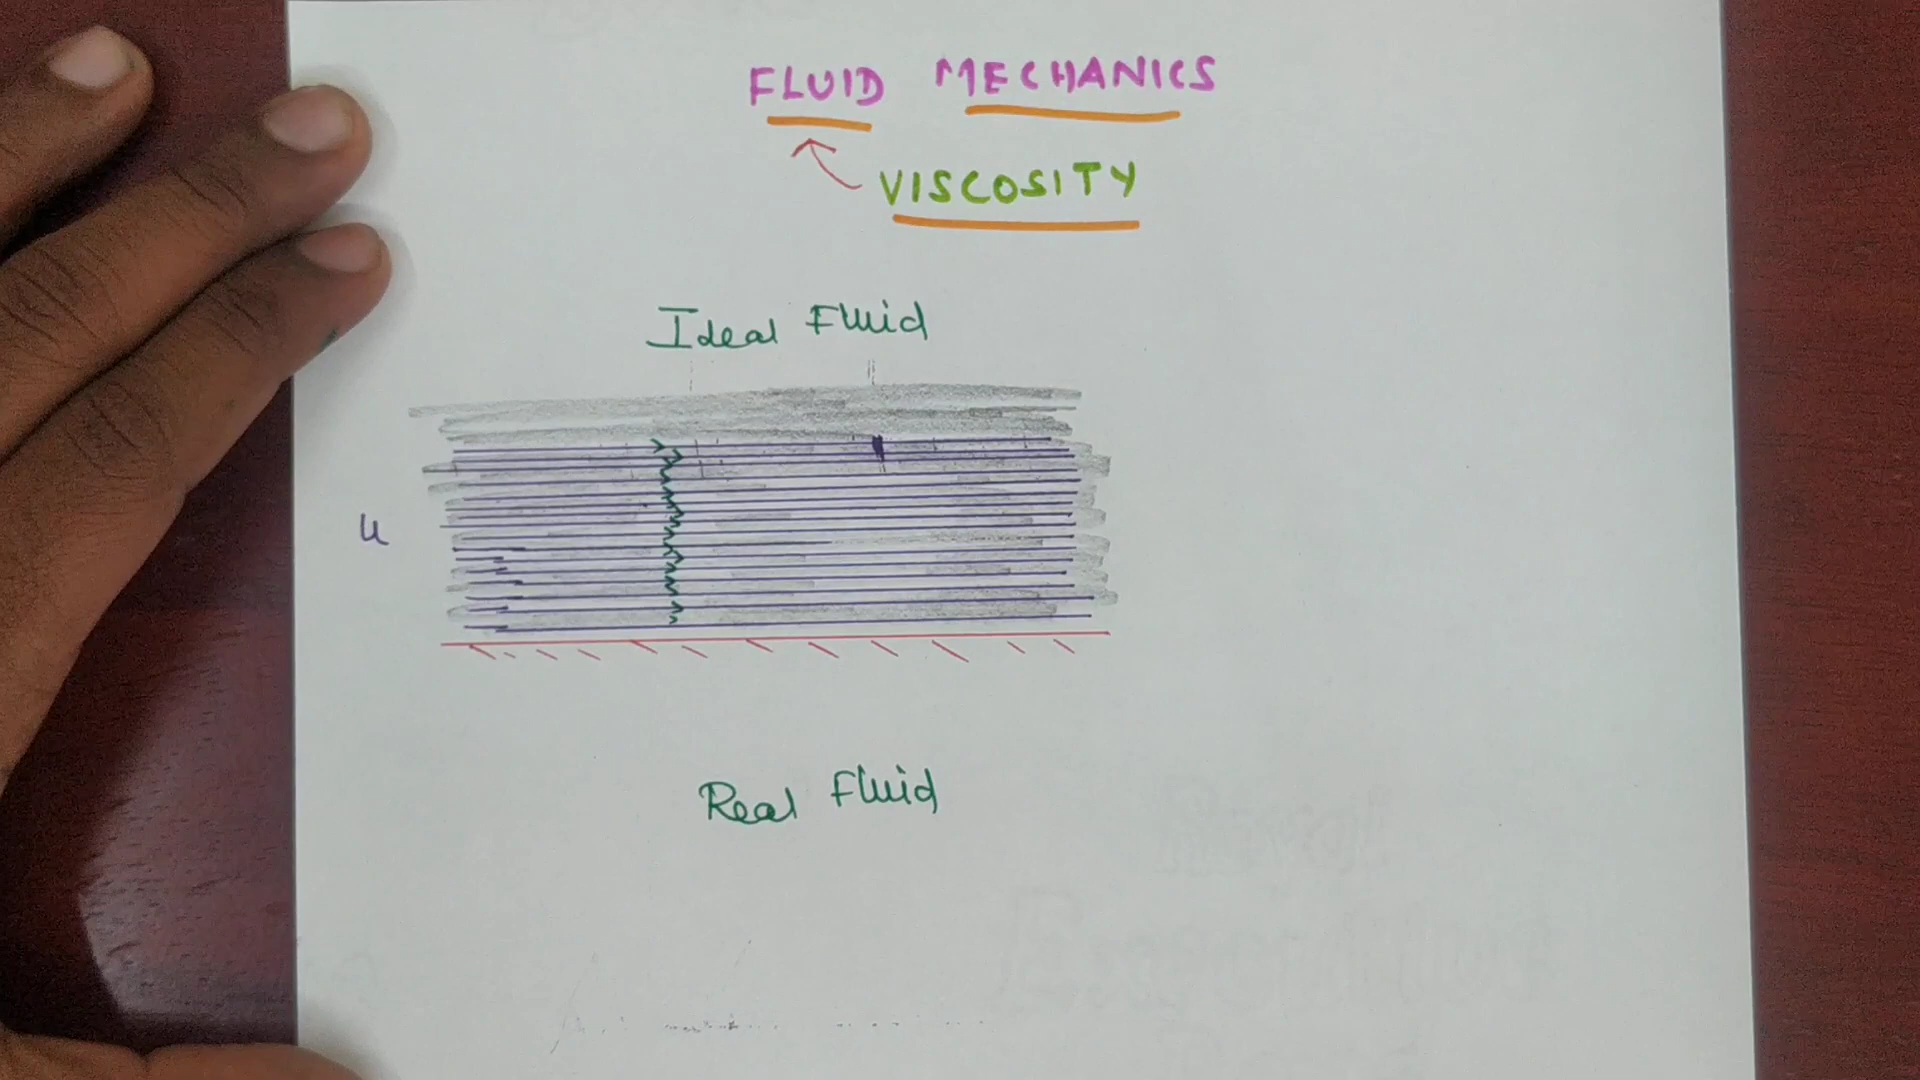 FLUID MECHANICS
VISCOSITY
Ideal Fluid
u
Real Fluid